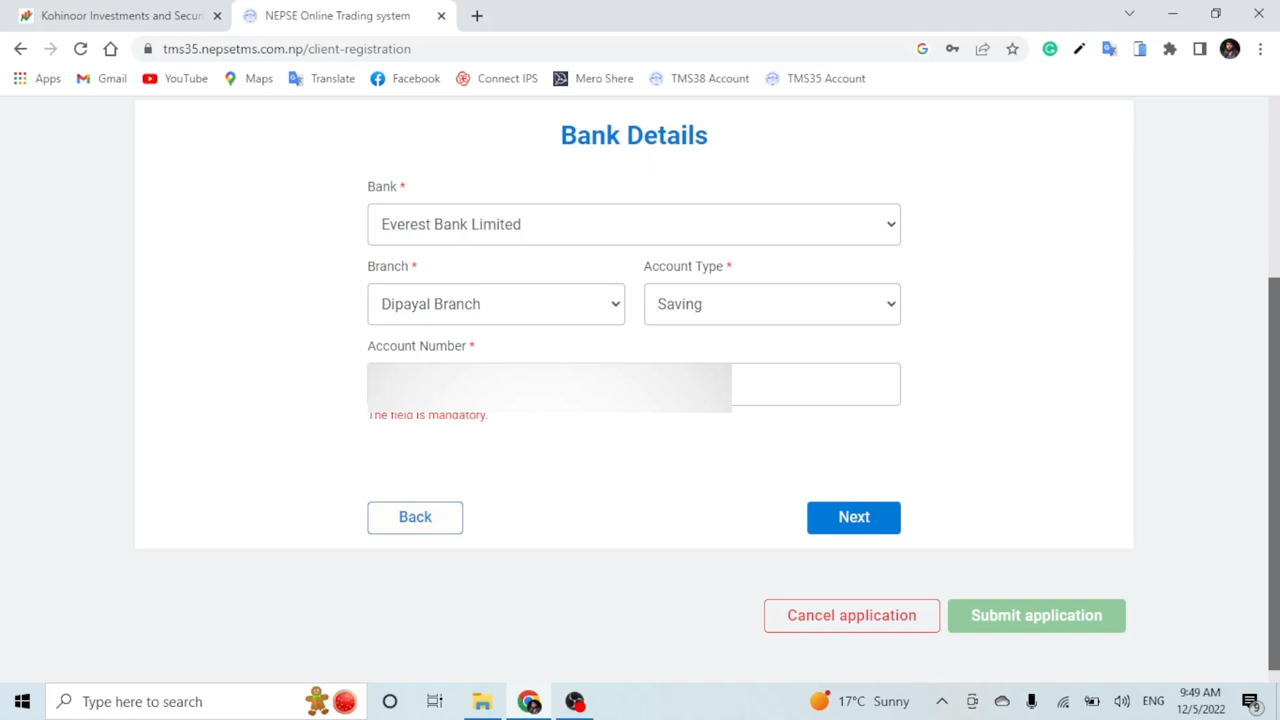 Kohinoor Investments and Securi
NEPSE Online Trading system
tms35.nepsetms.com.np/client-registration
Apps
Gmail
YouTube
Maps
Translate
Facebook
Connect IPS
Mero Share
TMS38 Account
TMS35 Account
Bank Details
Bank *
Everest Bank Limited
Branch * Account Type *
Dipayal Branch Saving
Account Number *
The field is mandatory.
Back Next
Cancel application Submit application
Type here to search
17°C Sunny
ENG
9:49 AM
12/5/2022
9